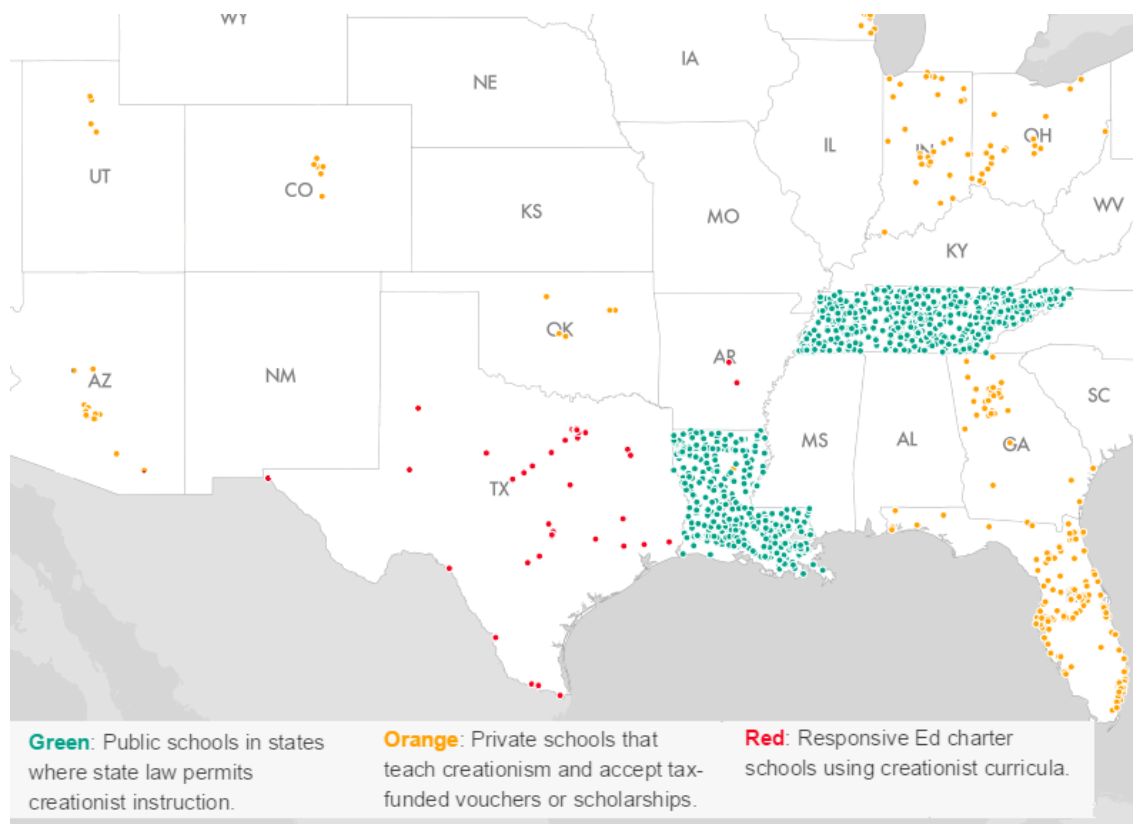 WY
IA
NE
IL
IN
OH
UT
CO
WV
KS
MO
KY
OK
AR
AZ
NM
SC
MS
AL
GA
TX
Green: Public schools in states
where state law permits
creationist instruction.
Orange: Private schools that
teach creationism and accept tax-
funded vouchers or scholarships.
Red: Responsive Ed charter
schools using creationist curricula.